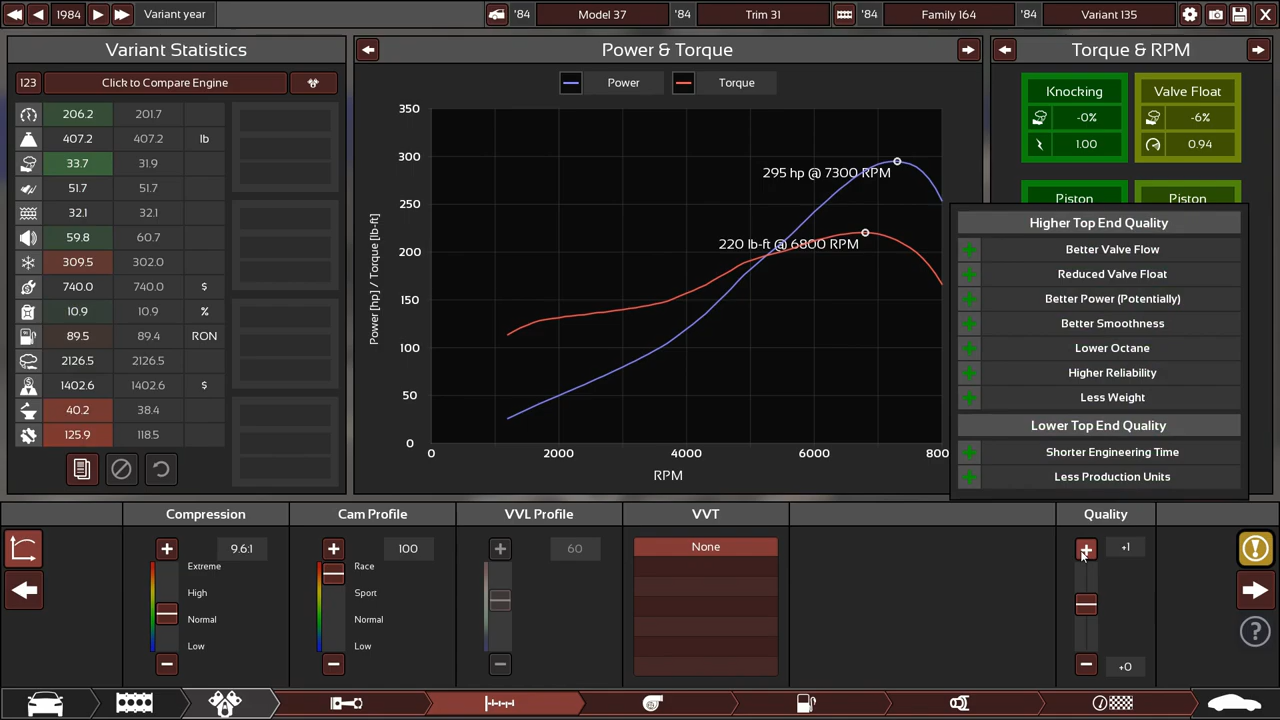 1984
Variant year
'84
Model 37
'84
Trim 31
'84
Family 164
'84
Variant 135
Variant Statistics
123
Click to Compare Engine
206.2 201.7
407.2 407.2 lb
33.7 31.9
51.7 51.7
32.1 32.1
59.8 60.7
309.5 302.0
740.0 740.0 $
10.9 10.9 %
89.5 89.4 RON
2126.5 2126.5
1402.6 1402.6 $
40.2 38.4
125.9 118.5
Power & Torque
Power
Torque
350
300
250
200
150
100
50
0
Power [hp] / Torque [lb-ft]
295 hp @ 7300 RPM
220 lb-ft @ 6800 RPM
0 2000 4000 6000 800
RPM
Torque & RPM
Knocking
-0%
1.00
Valve Float
-6%
0.94
Piston
Piston
Higher Top End Quality
Better Valve Flow
Reduced Valve Float
Better Power (Potentially)
Better Smoothness
Lower Octane
Higher Reliability
Less Weight
Lower Top End Quality
Shorter Engineering Time
Less Production Units
Compression
9.6:1
Extreme
High
Normal
Low
Cam Profile
100
Race
Sport
Normal
Low
VVL Profile
60
VVT
None
Quality
+1
+0